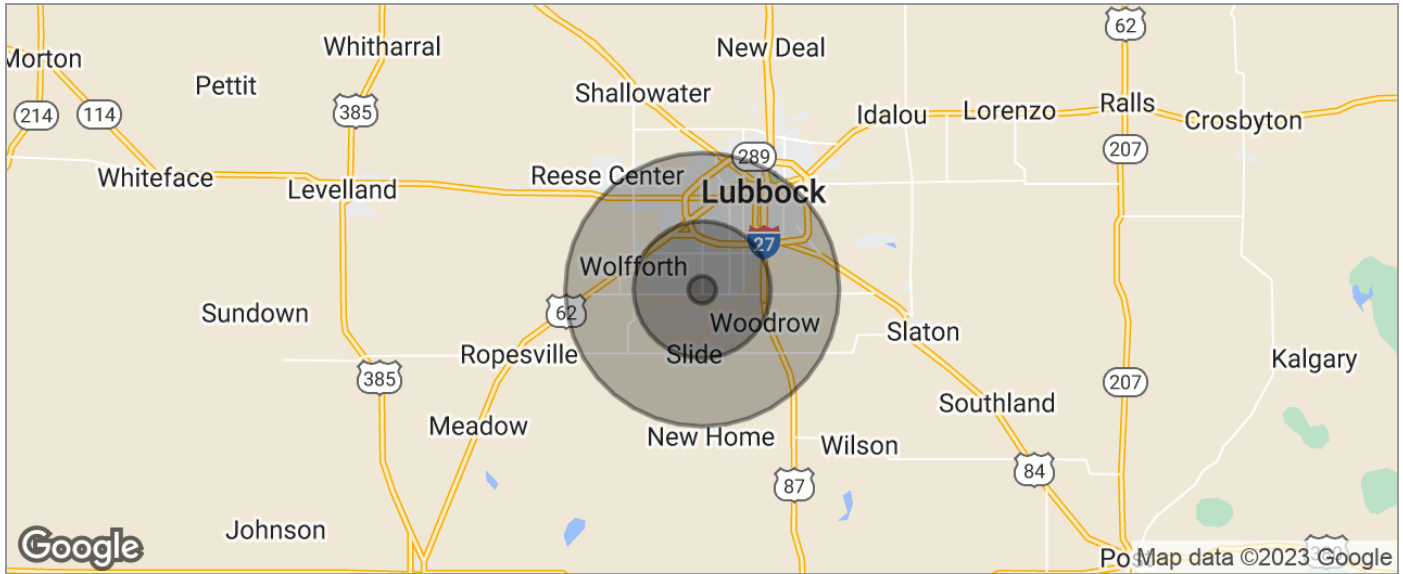 62
New Deal
Whitharral
Morton
Pettit
Shallowater
Ralls
Lorenzo
Idalou
385
214
114
Crosbyton
289
207
Reese Center
Whiteface
Levelland
Lubbock
27
Wolfforth
Sundown
62
Woodrow
Slaton
Slide
Ropesville
Kalgary
385
207
Southland
Meadow
New Home
Wilson
84
87
Johnson
Google
Map data ©2023 Google